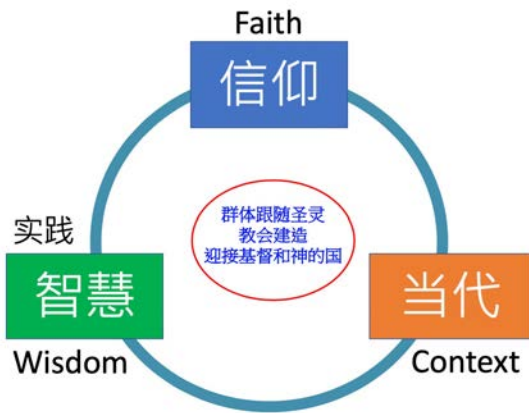 Faith
信仰
群体跟随圣灵
教会建造
迎接基督和神的国
实践
智慧
Wisdom
当代
Context